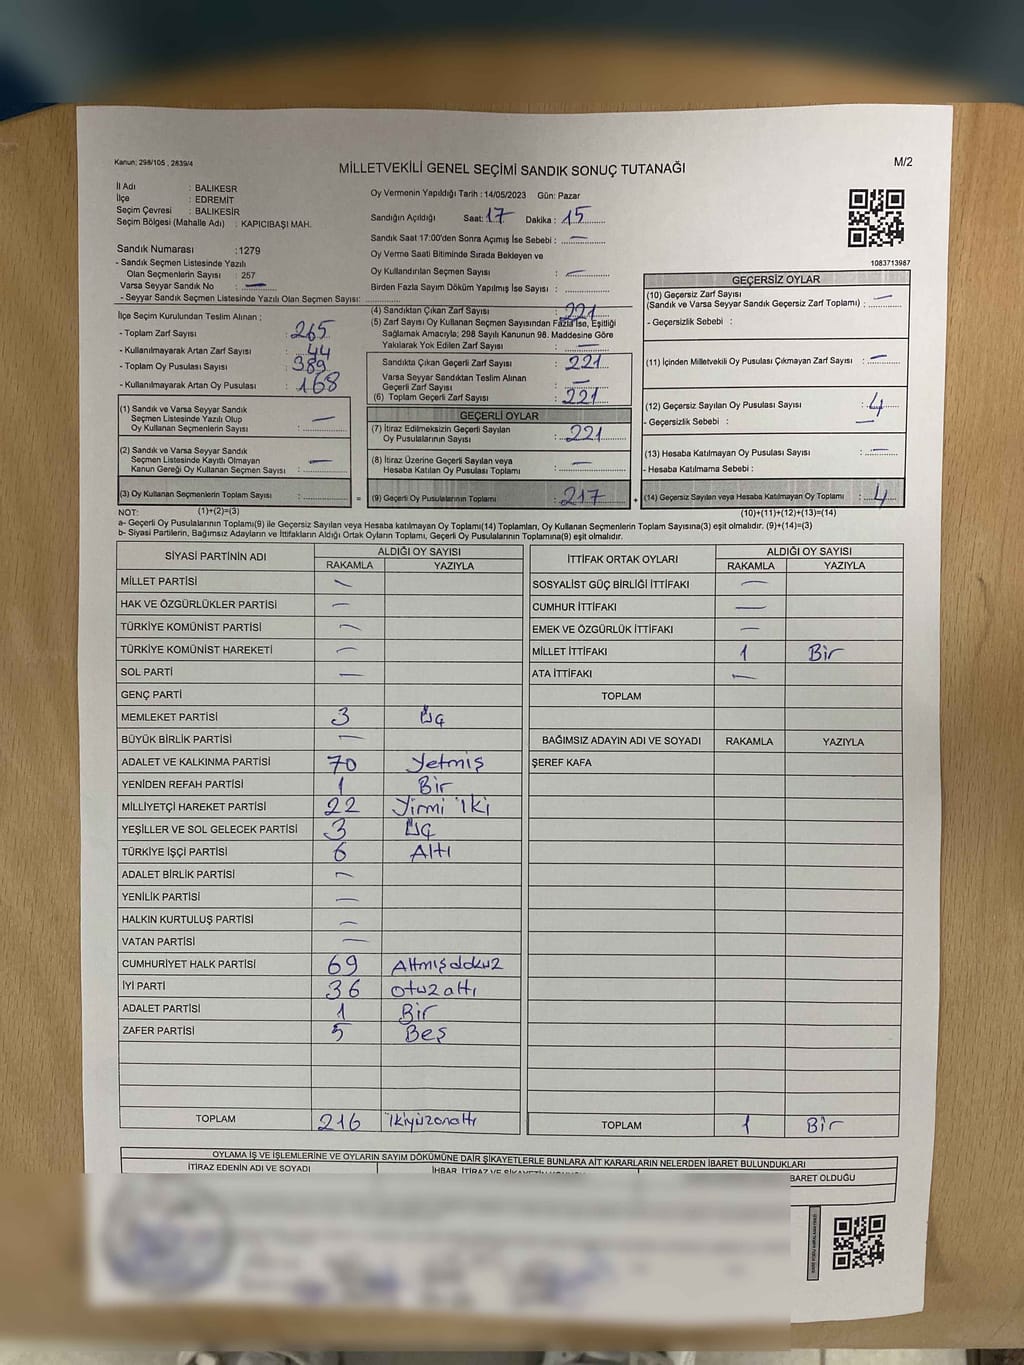 Kanun: 298/105 , 2839/4
MİLLETVEKİLİ GENEL SEÇİMİ SANDIK SONUÇ TUTANAĞI
M/2
İl Adı : BALIKESR
İlçe : EDREMİT
Seçim Çevresi : BALIKESİR
Seçim Bölgesi (Mahalle Adı) : KAPICIBAŞI MAH.
Sandık Numarası :1279
- Sandık Seçmen Listesinde Yazılı
Olan Seçmenlerin Sayısı : 257
Varsa Seyyar Sandık No : —
- Seyyar Sandık Seçmen Listesinde Yazılı Olan Seçmen Sayısı:
Oy Vermenin Yapıldığı Tarih : 14/05/2023 Gün: Pazar
Sandığın Açıldığı Saat: 17 Dakika : 15
Sandık Saat 17:00'den Sonra Açımış İse Sebebi : —
Oy Verme Saati Bitiminde Sırada Bekleyen ve
Oy Kullandırılan Seçmen Sayısı : —
Birden Fazla Sayım Döküm Yapılmış İse Sayısı :
1083713987
İlçe Seçim Kurulundan Teslim Alınan ;
- Toplam Zarf Sayısı : 265
- Kullanılmayarak Artan Zarf Sayısı : 44
- Toplam Oy Pusulası Sayısı : 389
- Kullanılmayarak Artan Oy Pusulası : 168
(1) Sandık ve Varsa Seyyar Sandık
Seçmen Listesinde Yazılı Olup
Oy Kullanan Seçmenlerin Sayısı : —
(2) Sandık ve Varsa Seyyar Sandık
Seçmen Listesinde Kayıtlı Olmayan
Kanun Gereği Oy Kullanan Seçmen Sayısı : —
(3) Oy Kullanan Seçmenlerin Toplam Sayısı :
(4) Sandıktan Çıkan Zarf Sayısı : 221
(5) Zarf Sayısı Oy Kullanan Seçmen Sayısından Fazla İse, Eşitliği
Sağlamak Amacıyla; 298 Sayılı Kanunun 98. Maddesine Göre
Yakılarak Yok Edilen Zarf Sayısı : —
Sandıkta Çıkan Geçerli Zarf Sayısı : 221
Varsa Seyyar Sandıktan Teslim Alınan
Geçerli Zarf Sayısı : —
(6) Toplam Geçerli Zarf Sayısı : 221
GEÇERLİ OYLAR
(7) İtiraz Edilmeksizin Geçerli Sayılan
Oy Pusulalarının Sayısı : 221
(8) İtiraz Üzerine Geçerli Sayılan veya
Hesaba Katılan Oy Pusulası Toplamı : —
= (9) Geçerli Oy Pusulalarının Toplamı : 217
GEÇERSİZ OYLAR
(10) Geçersiz Zarf Sayısı
(Sandık ve Varsa Seyyar Sandık Geçersiz Zarf Toplamı) : —
- Geçersizlik Sebebi :
(11) İçinden Milletvekili Oy Pusulası Çıkmayan Zarf Sayısı : —
(12) Geçersiz Sayılan Oy Pusulası Sayısı : 4
- Geçersizlik Sebebi : —
(13) Hesaba Katılmayan Oy Pusulası Sayısı : —
- Hesaba Katılmama Sebebi :
+ (14) Geçersiz Sayılan veya Hesaba Katılmayan Oy Toplamı : 4
NOT: (1)+(2)=(3) (10)+(11)+(12)+(13)=(14)
a- Geçerli Oy Pusulalarının Toplamı(9) ile Geçersiz Sayılan veya Hesaba katılmayan Oy Toplamı(14) Toplamları, Oy Kullanan Seçmenlerin Toplam Sayısına(3) eşit olmalıdır. (9)+(14)=(3)
b- Siyasi Partilerin, Bağımsız Adayların ve İttifakların Aldığı Ortak Oyların Toplamı, Geçerli Oy Pusulalarının Toplamına(9) eşit olmalıdır.
SİYASİ PARTİNİN ADI ALDIĞI OY SAYISI
RAKAMLA YAZIYLA
MİLLET PARTİSİ —
HAK VE ÖZGÜRLÜKLER PARTİSİ —
TÜRKİYE KOMÜNİST PARTİSİ —
TÜRKİYE KOMÜNİST HAREKETİ —
SOL PARTİ —
GENÇ PARTİ
MEMLEKET PARTİSİ 3 Üç
BÜYÜK BİRLİK PARTİSİ —
ADALET VE KALKINMA PARTİSİ 70 Yetmiş
YENİDEN REFAH PARTİSİ 1 Bir
MİLLİYETÇİ HAREKET PARTİSİ 22 Yirmi iki
YEŞİLLER VE SOL GELECEK PARTİSİ 3 Üç
TÜRKİYE İŞÇİ PARTİSİ 6 Altı
ADALET BİRLİK PARTİSİ —
YENİLİK PARTİSİ —
HALKIN KURTULUŞ PARTİSİ —
VATAN PARTİSİ —
CUMHURİYET HALK PARTİSİ 69 Altmışdokuz
İYİ PARTİ 36 otuz altı
ADALET PARTİSİ 1 Bir
ZAFER PARTİSİ 5 Beş
TOPLAM 216 ikiyüzonaltı
İTTİFAK ORTAK OYLARI ALDIĞI OY SAYISI
RAKAMLA YAZIYLA
SOSYALİST GÜÇ BİRLİĞİ İTTİFAKI —
CUMHUR İTTİFAKI —
EMEK VE ÖZGÜRLÜK İTTİFAKI —
MİLLET İTTİFAKI 1 Bir
ATA İTTİFAKI —
TOPLAM
BAĞIMSIZ ADAYIN ADI VE SOYADI RAKAMLA YAZIYLA
ŞEREF KAFA
TOPLAM 1 Bir
OYLAMA İŞ VE İŞLEMLERİNE VE OYLARIN SAYIM DÖKÜMÜNE DAİR ŞİKAYETLERLE BUNLARA AİT KARARLARIN NELERDEN İBARET BULUNDUKLARI
İTİRAZ EDENİN ADI VE SOYADI
İHBAR, İTİRAZ VE
BARET OLDUĞU